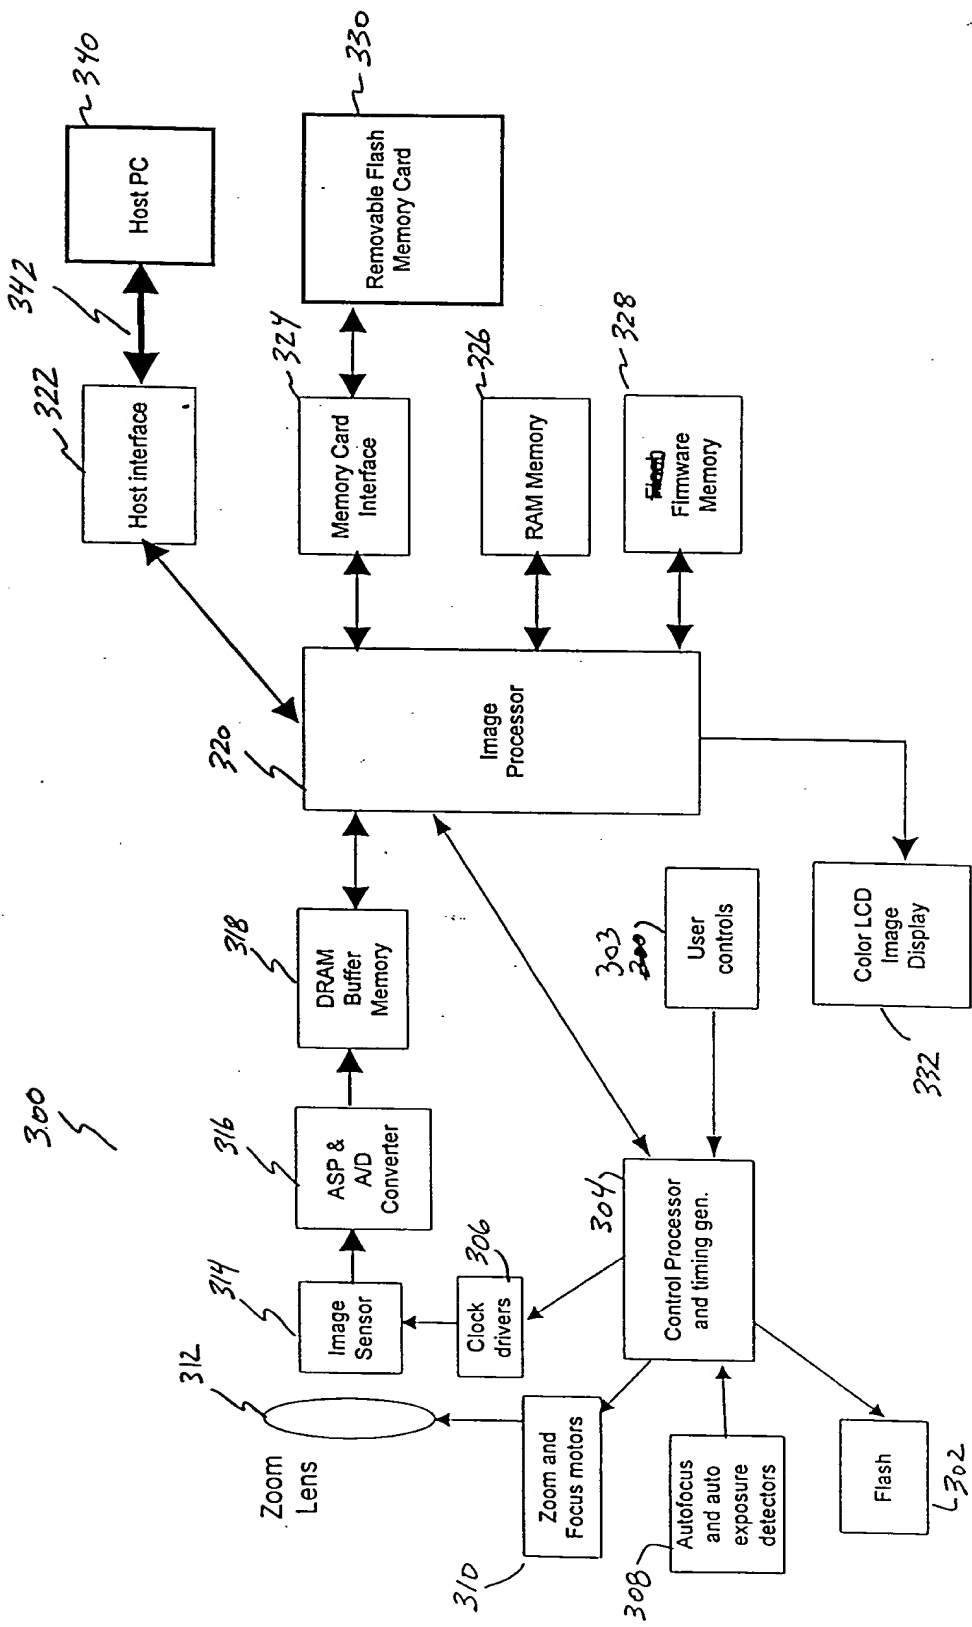 300
Zoom
Lens
312
Image
Sensor
314
ASP &
A/D
Converter
316
DRAM
Buffer
Memory
318
Image
Processor
320
Host interface
322
342
Host PC
340
Memory Card
Interface
324
Removable Flash
Memory Card
330
RAM Memory
326
Firmware
Memory
328
Clock
drivers
306
Zoom and
Focus motors
310
Control Processor
and timing gen.
304
User
controls
303
300
Autofocus
and auto
exposure
detectors
308
Flash
302
Color LCD
Image
Display
332